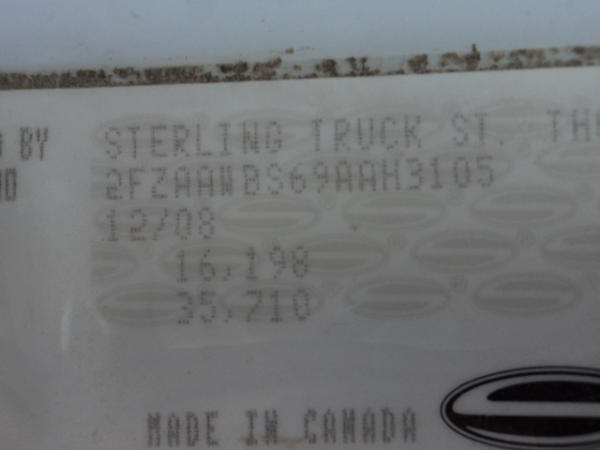 BY STERLING TRUCK ST. TH
2FZAAWBS69AAH3105
12/08
16,198
35,710
MADE IN CANADA